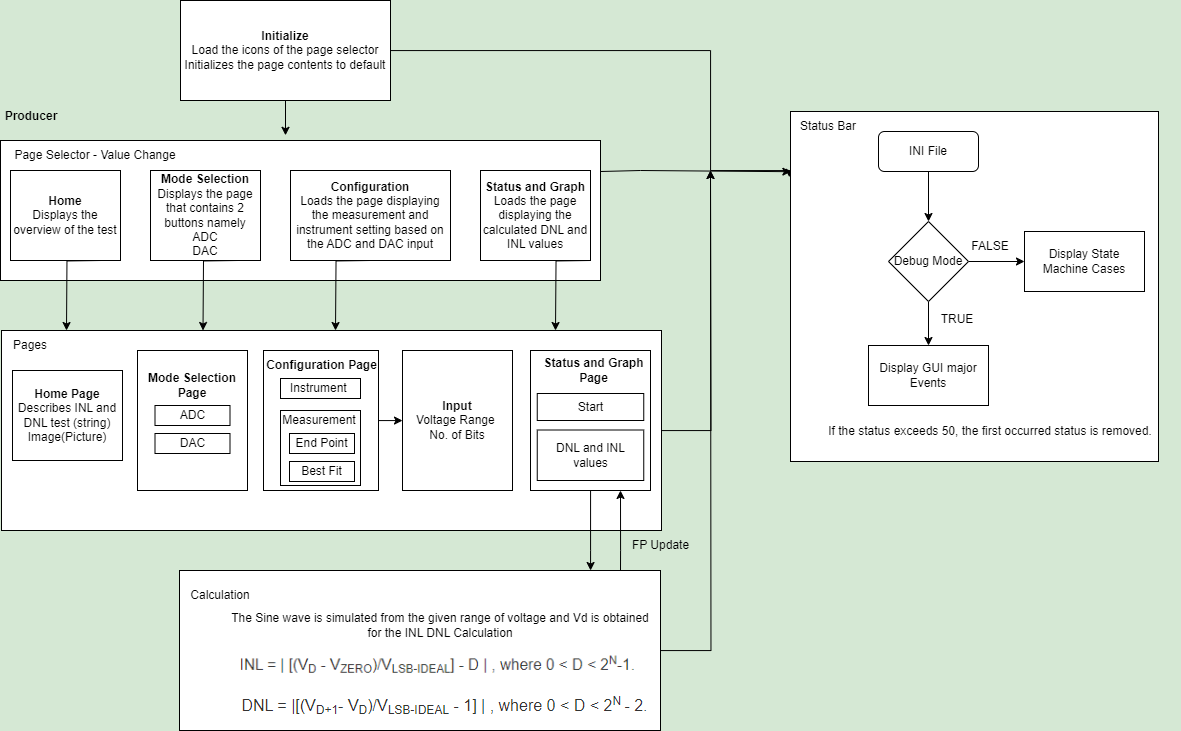 Initialize
Load the icons of the page selector
Initializes the page contents to default
Producer
Page Selector - Value Change
Home
Displays the
overview of the test
Mode Selection
Displays the page
that contains 2
buttons namely
ADC
DAC
Configuration
Loads the page displaying
the measurement and
instrument setting based on
the ADC and DAC input
Status and Graph
Loads the page
displaying the
calculated DNL and
INL values
Pages
Home Page
Describes INL and
DNL test (string)
Image(Picture)
Mode Selection
Page
ADC
DAC
Configuration Page
Instrument
Measurement
End Point
Best Fit
Input
Voltage Range
No. of Bits
Status and Graph
Page
Start
DNL and INL
values
FP Update
Calculation
The Sine wave is simulated from the given range of voltage and Vd is obtained
for the INL DNL Calculation
INL = | [(VD - VZERO)/VLSB-IDEAL] - D | , where 0 < D < 2^N-1.
DNL = |[(VD+1- VD)/VLSB-IDEAL - 1] | , where 0 < D < 2^N - 2.
Status Bar
INI File
Debug Mode
FALSE
Display State
Machine Cases
TRUE
Display GUI major
Events
If the status exceeds 50, the first occurred status is removed.